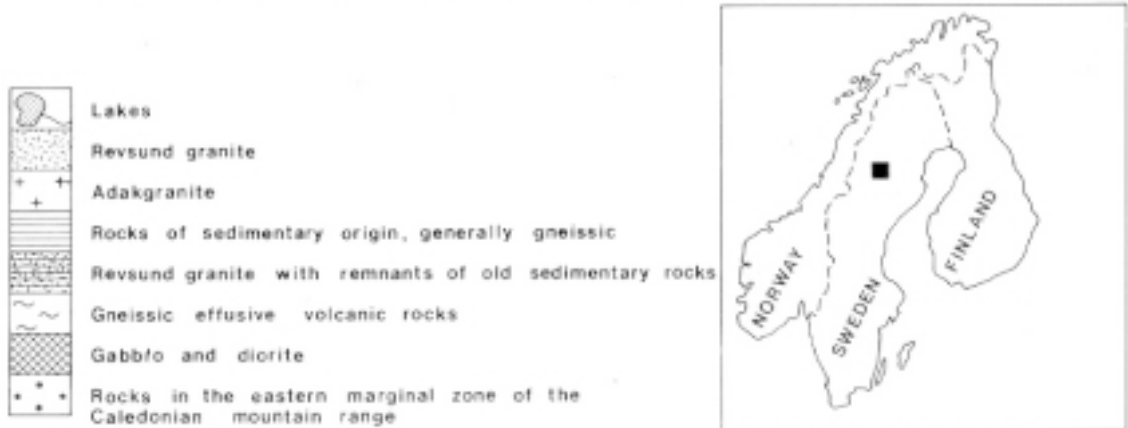 Lakes
Revsund granite
Adakgranite
Rocks of sedimentary origin, generally gneissic
Revsund granite with remnants of old sedimentary rocks
Gneissic effusive volcanic rocks
Gabbro and diorite
Rocks in the eastern marginal zone of the
Caledonian mountain range
NORWAY
SWEDEN
FINLAND